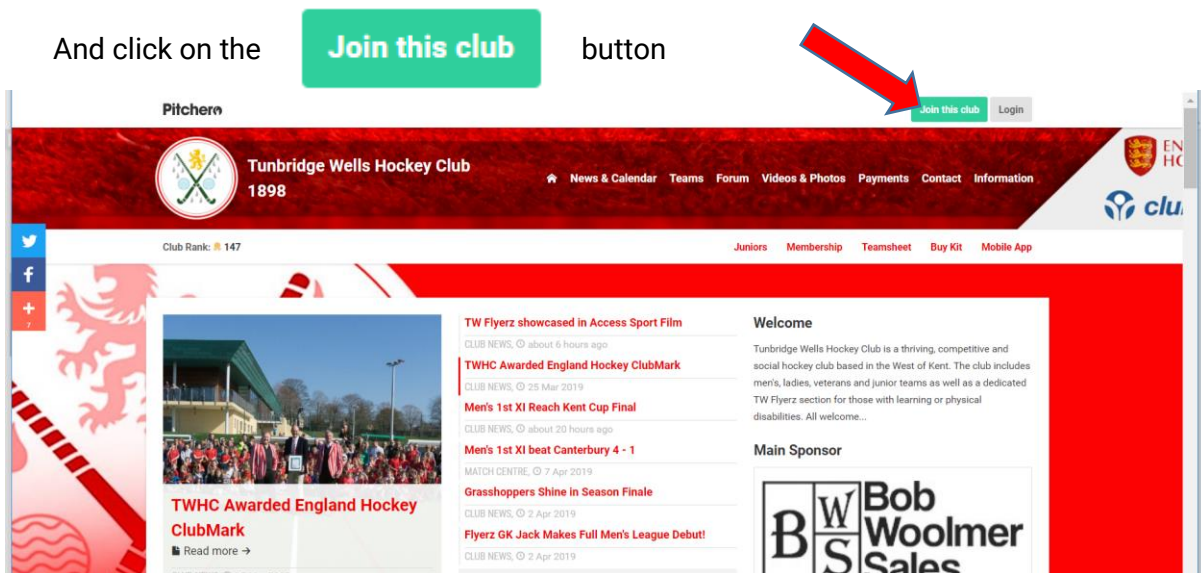 And click on the Join this club button
Pitchero
Join this club Login
Tunbridge Wells Hockey Club
1898
News & Calendar Teams Forum Videos & Photos Payments Contact Information
EN
HO
clu
Club Rank: 147
Juniors Membership Teamsheet Buy Kit Mobile App
f
+
7
TWHC Awarded England Hockey
ClubMark
Read more →
TW Flyerz showcased in Access Sport Film
CLUB NEWS, about 6 hours ago
TWHC Awarded England Hockey ClubMark
CLUB NEWS, 25 Mar 2019
Men's 1st XI Reach Kent Cup Final
CLUB NEWS, about 20 hours ago
Men's 1st XI beat Canterbury 4 - 1
MATCH CENTRE, 7 Apr 2019
Grasshoppers Shine in Season Finale
CLUB NEWS, 2 Apr 2019
Flyerz GK Jack Makes Full Men's League Debut!
CLUB NEWS, 2 Apr 2019
Welcome
Tunbridge Wells Hockey Club is a thriving, competitive and
social hockey club based in the West of Kent. The club includes
men's, ladies, veterans and junior teams as well as a dedicated
TW Flyerz section for those with learning or physical
disabilities. All welcome...
Main Sponsor
B W S
Bob
Woolmer
Sales